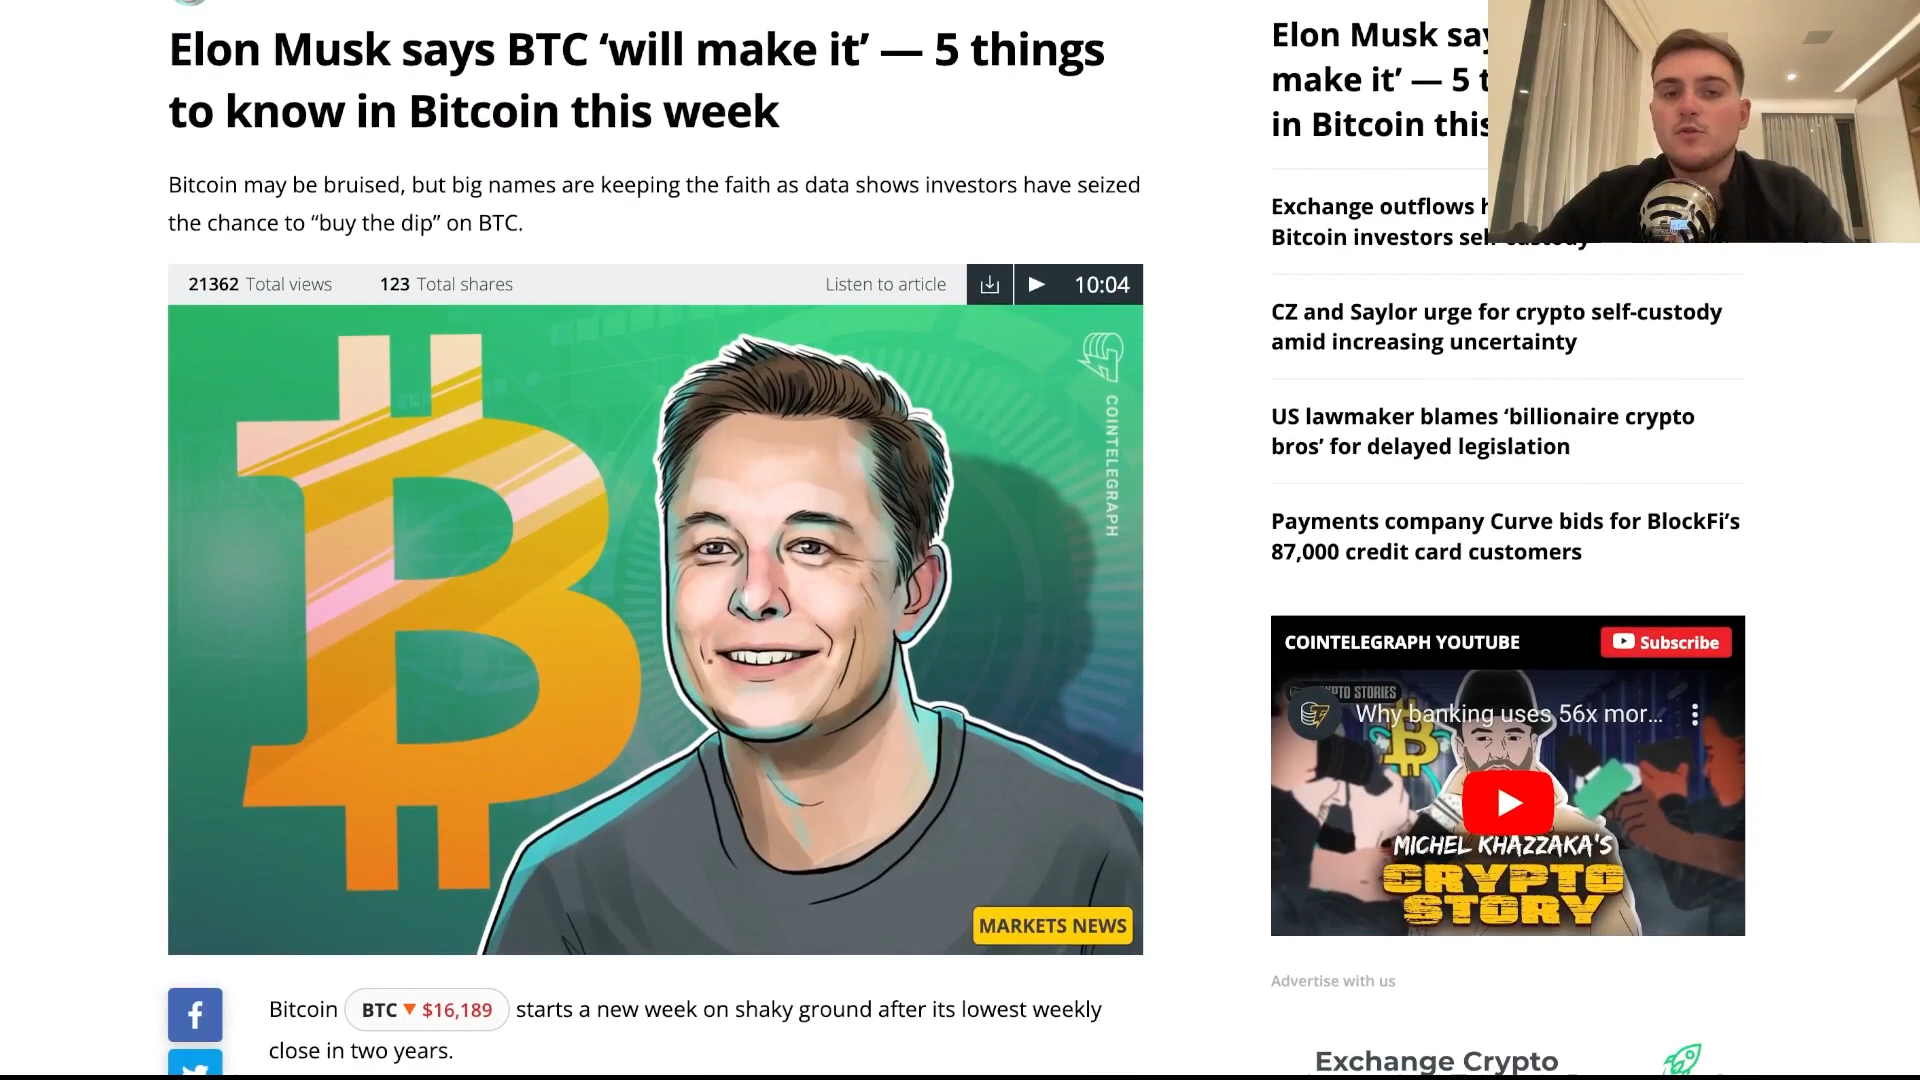 Elon Musk says BTC ‘will make it’ — 5 things
to know in Bitcoin this week
Bitcoin may be bruised, but big names are keeping the faith as data shows investors have seized
the chance to “buy the dip” on BTC.
21362 Total views 123 Total shares Listen to article 10:04
COINTELEGRAPH
MARKETS NEWS
Bitcoin BTC ▼ $16,189 starts a new week on shaky ground after its lowest weekly
close in two years.
Elon Musk say
make it’ — 5 t
in Bitcoin this
Exchange outflows
Bitcoin investors self-custody
CZ and Saylor urge for crypto self-custody
amid increasing uncertainty
US lawmaker blames ‘billionaire crypto
bros’ for delayed legislation
Payments company Curve bids for BlockFi’s
87,000 credit card customers
COINTELEGRAPH YOUTUBE Subscribe
STORIES
Why banking uses 56x mor...
MICHEL KHAZZAKA'S
CRYPTO
STORY
Advertise with us
Exchange Crypto